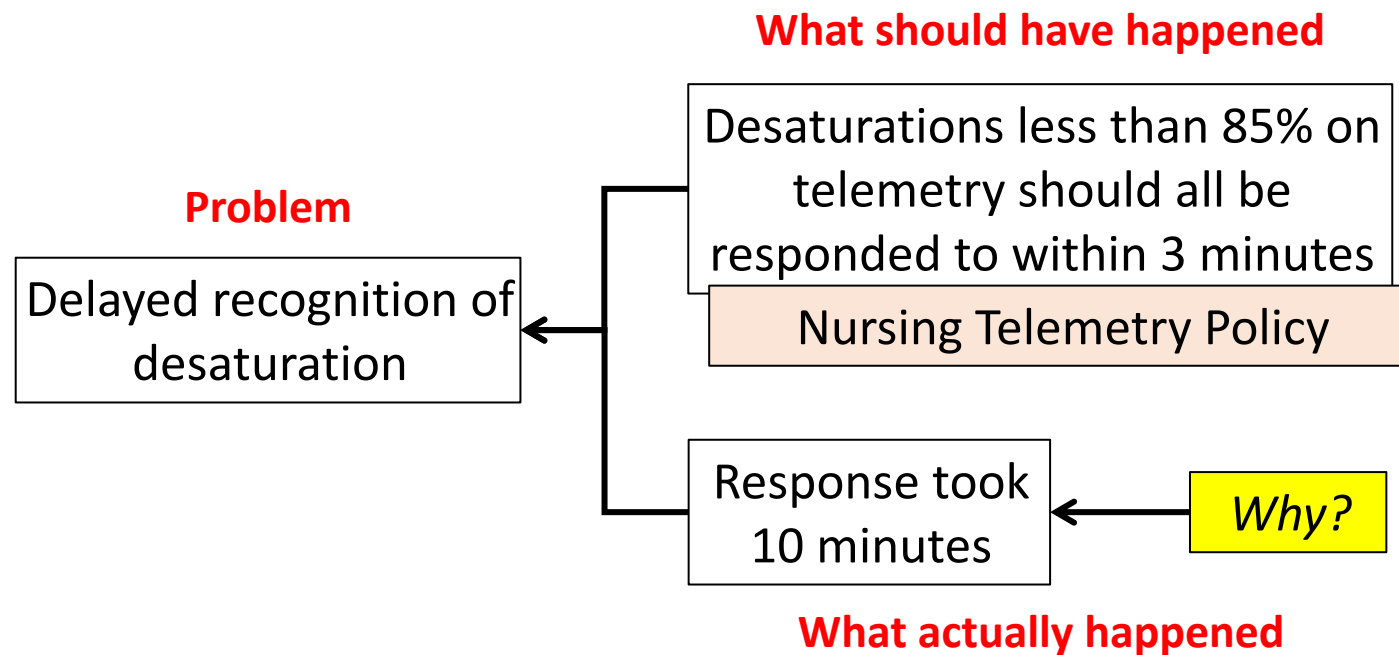 What should have happened
Desaturations less than 85% on
telemetry should all be
responded to within 3 minutes
Nursing Telemetry Policy
Problem
Delayed recognition of
desaturation
Response took
10 minutes
Why?
What actually happened